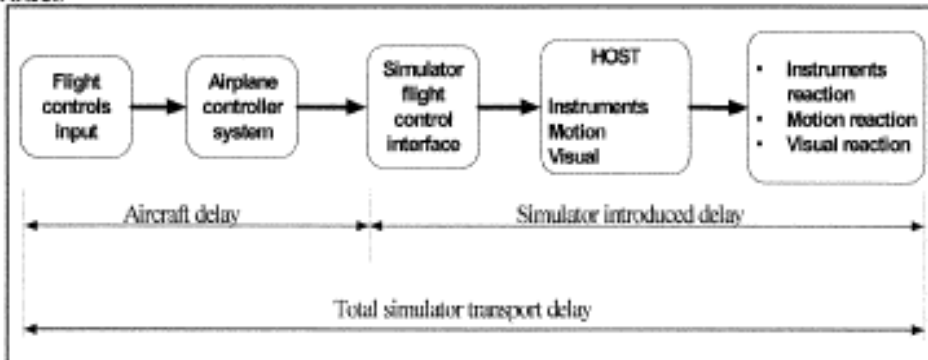 Flight
controls
input
Airplane
controller
system
Simulator
flight
control
interface
HOST
Instruments
Motion
Visual
• Instruments
reaction
• Motion reaction
• Visual reaction
Aircraft delay
Simulator introduced delay
Total simulator transport delay